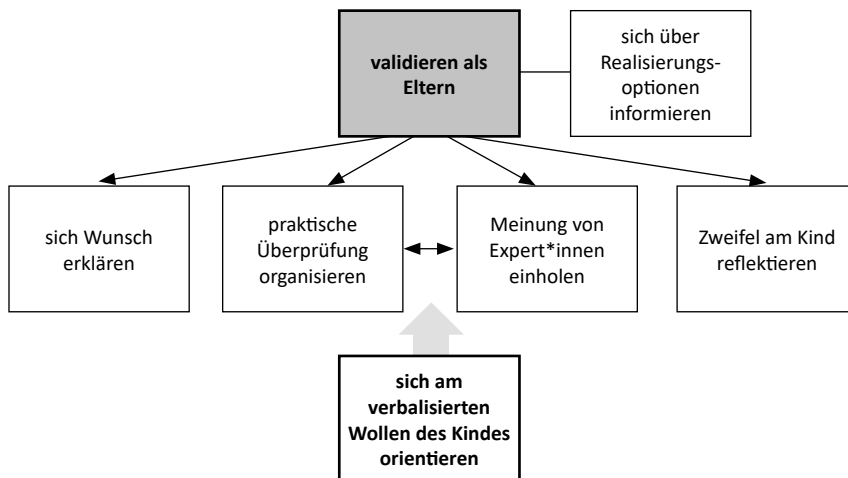 validieren als
Eltern
sich über
Realisierungs-
optionen
informieren
sich Wunsch
erklären
praktische
Überprüfung
organisieren
Meinung von
Expert*innen
einholen
Zweifel am Kind
reflektieren
sich am
verbalisierten
Wollen des Kindes
orientieren